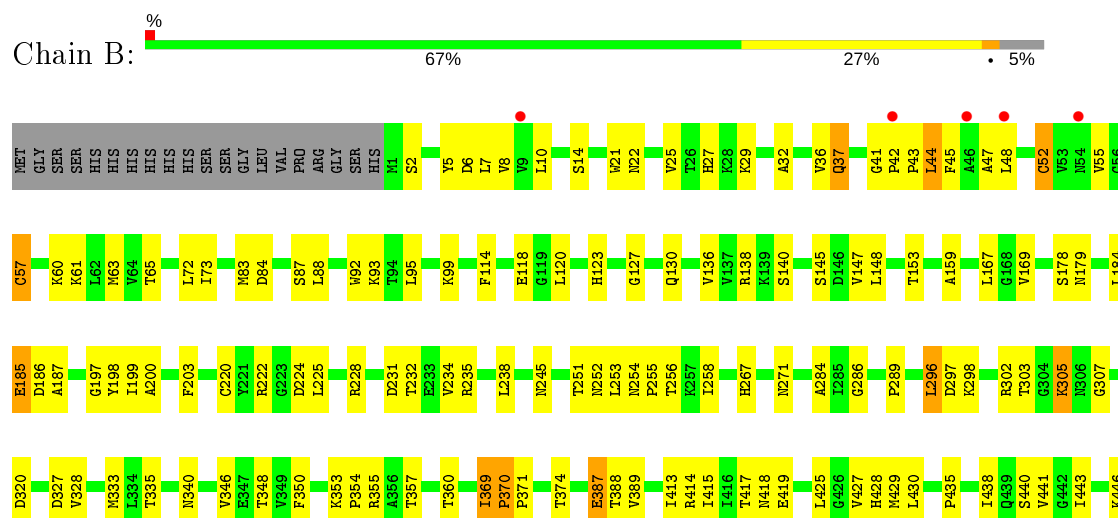 %
Chain B:
67% 27% • 5%
MET GLY SER SER HIS HIS HIS HIS HIS HIS SER SER GLY LEU VAL PRO ARG GLY SER HIS M1 S2 Y5 D6 L7 V8 V9 L10 S14 W21 N22 V25 T26 H27 K28 K29 A32 V36 Q37 G41 P42 P43 L44 F45 A46 A47 L48 C52 V53 N54 V55 G56
C57 K60 K61 L62 M63 V64 T65 L72 I73 M83 D84 S87 L88 W92 K93 T94 L95 K99 F114 E118 G119 L120 H123 G127 Q130 V136 V137 R138 K139 S140 S145 D146 V147 L148 T153 A159 L167 G168 V169 S178 N179 L184
E185 D186 A187 G197 Y198 I199 A200 F203 C220 Y221 R222 G223 D224 L225 R228 D231 T232 E233 V234 R235 L238 N245 T251 N252 L253 N254 P255 T256 K257 I258 H267 N271 A284 I285 G286 P289 L296 D297 K298 R302 T303 G304 K305 N306 G307
D320 D327 V328 M333 L334 T335 N340 V346 E347 T348 V349 F350 K353 P354 R355 A356 T357 T360 I369 P370 P371 T374 E387 T388 V389 I413 R414 I415 I416 T417 N418 E419 L425 G426 V427 H428 M429 L430 P435 I438 Q439 S440 V441 G442 I443 K446